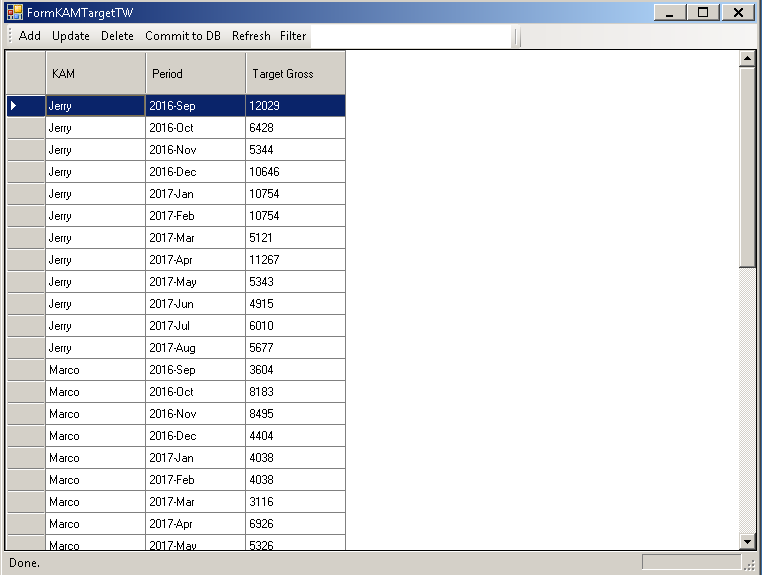 FormKAMTargetTW
Add Update Delete Commit to DB Refresh Filter
KAM Period Target Gross
Jerry 2016-Sep 12029
Jerry 2016-Oct 6428
Jerry 2016-Nov 5344
Jerry 2016-Dec 10646
Jerry 2017-Jan 10754
Jerry 2017-Feb 10754
Jerry 2017-Mar 5121
Jerry 2017-Apr 11267
Jerry 2017-May 5343
Jerry 2017-Jun 4915
Jerry 2017-Jul 6010
Jerry 2017-Aug 5677
Marco 2016-Sep 3604
Marco 2016-Oct 8183
Marco 2016-Nov 8495
Marco 2016-Dec 4404
Marco 2017-Jan 4038
Marco 2017-Feb 4038
Marco 2017-Mar 3116
Marco 2017-Apr 6926
Marco 2017-May 5326
Done.